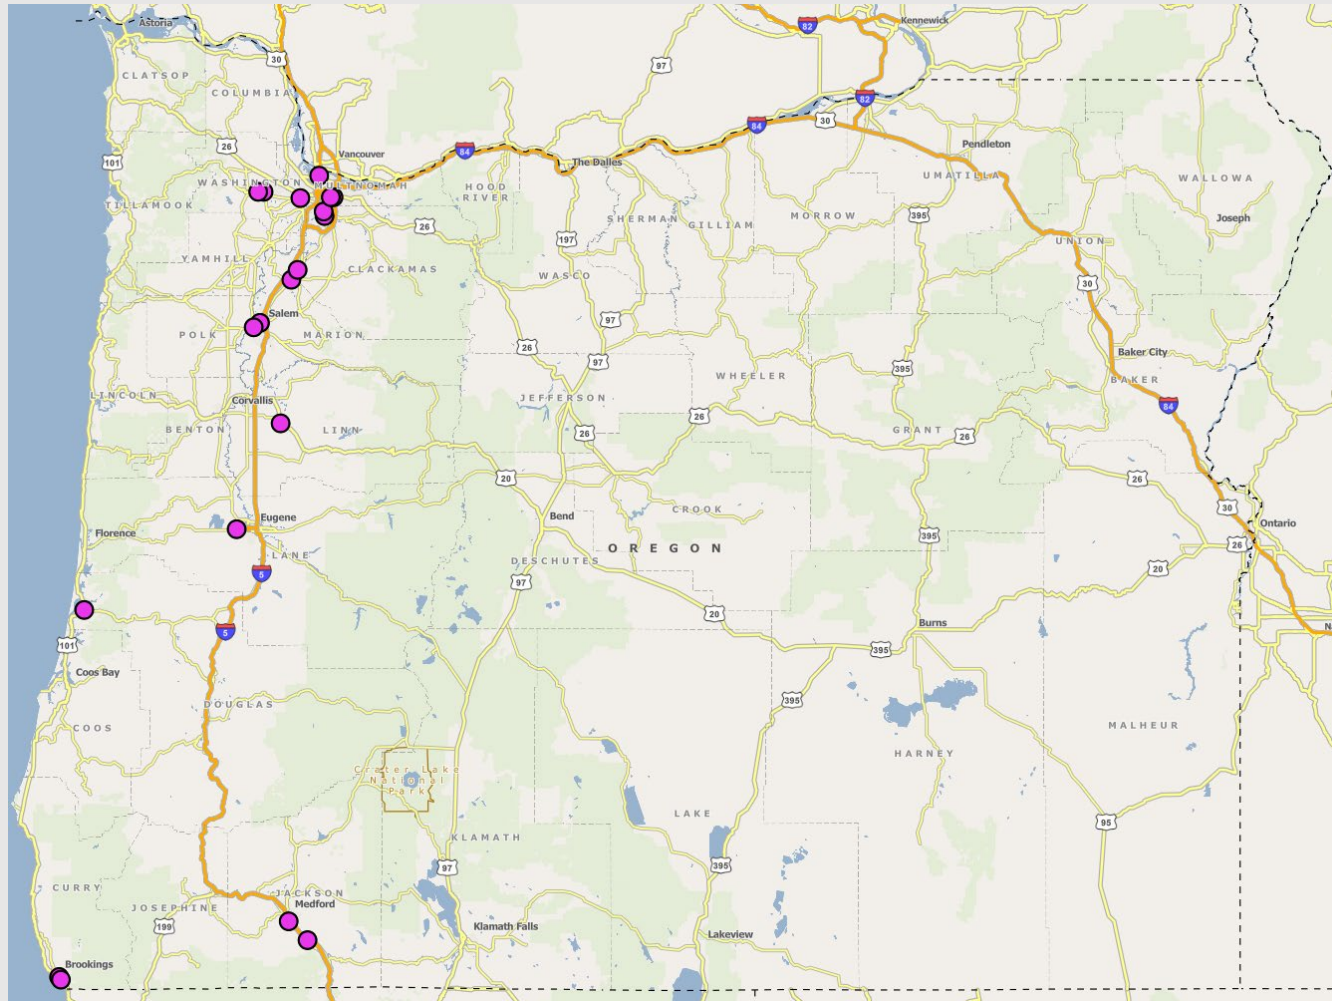 Astoria
82
Kennewick
30
97
CLATSOP
COLUMBIA
82
84
30
26
Vancouver
84
Pendleton
101
The Dalles
WASHINGTON
MULTNOMAH
HOOD
RIVER
UMATILLA
WALLOWA
TILLAMOOK
26
SHERMAN
GILLIAM
MORROW
395
Joseph
197
UNION
YAMHILL
CLACKAMAS
WASCO
30
Salem
97
POLK
MARION
26
97
Baker City
395
WHEELER
BAKER
LINCOLN
Corvallis
JEFFERSON
84
26
BENTON
LINN
26
GRANT
26
20
26
30
Eugene
Bend
CROOK
Ontario
Florence
OREGON
395
26
LANE
DESCHUTES
5
97
20
20
5
Burns
N
101
395
Coos Bay
395
DOUGLAS
COOS
MALHEUR
HARNEY
Crater Lake
National
Park
LAKE
95
KLAMATH
97
395
CURRY
JACKSON
JOSEPHINE
Medford
199
Klamath Falls
Lakeview
Brookings